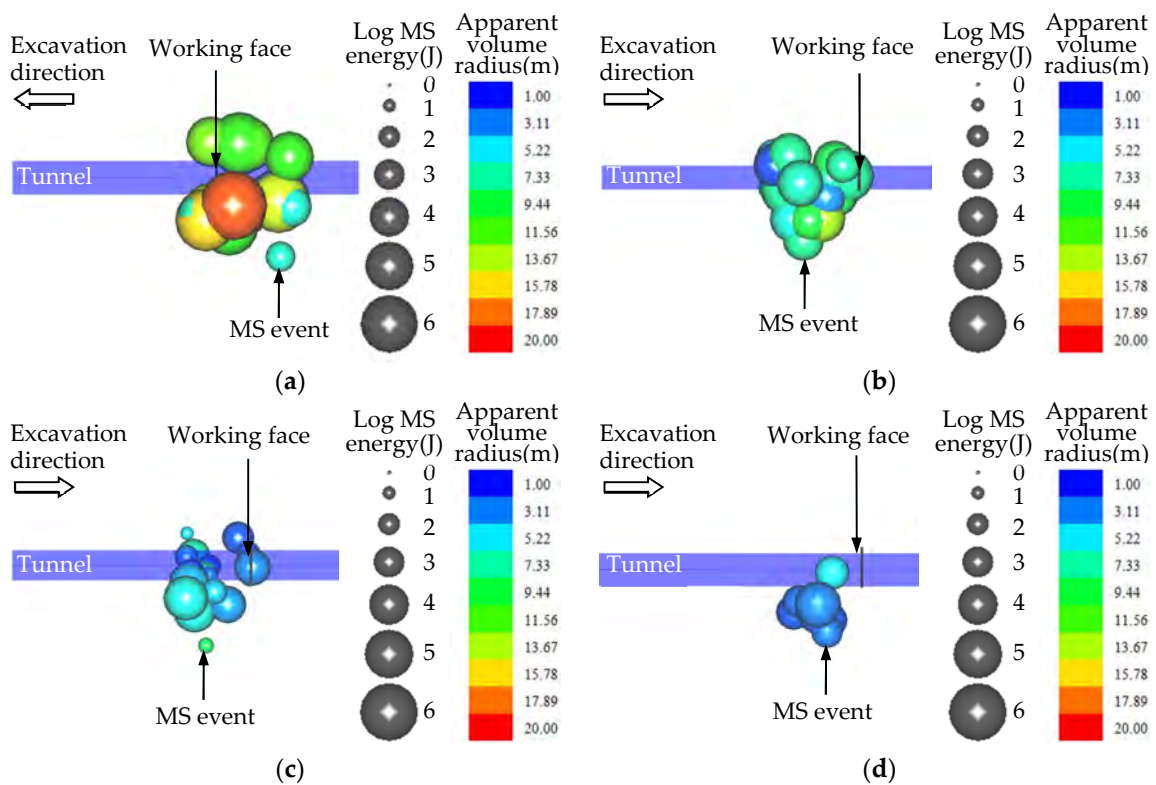 Excavation
direction
Working face
Log MS
energy(J)
Apparent
volume
radius(m)
Tunnel
MS event
0
1
2
3
4
5
6
1.00
3.11
5.22
7.33
9.44
11.56
13.67
15.78
17.89
20.00
(a)
Excavation
direction
Working face
Log MS
energy(J)
Apparent
volume
radius(m)
Tunnel
MS event
0
1
2
3
4
5
6
1.00
3.11
5.22
7.33
9.44
11.56
13.67
15.78
17.89
20.00
(b)
Excavation
direction
Working face
Log MS
energy(J)
Apparent
volume
radius(m)
Tunnel
MS event
0
1
2
3
4
5
6
1.00
3.11
5.22
7.33
9.44
11.56
13.67
15.78
17.89
20.00
(c)
Excavation
direction
Working face
Log MS
energy(J)
Apparent
volume
radius(m)
Tunnel
MS event
0
1
2
3
4
5
6
1.00
3.11
5.22
7.33
9.44
11.56
13.67
15.78
17.89
20.00
(d)